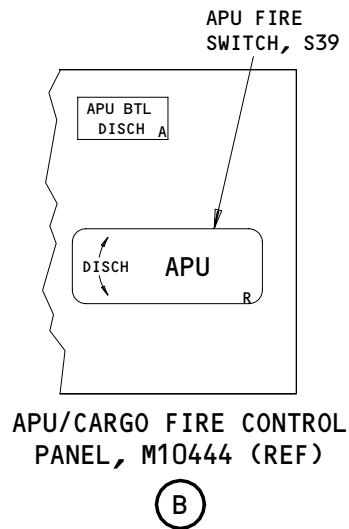 APU FIRE
SWITCH, S39
APU BTL
DISCH A
DISCH APU
R
APU/CARGO FIRE CONTROL
PANEL, M10444 (REF)
B